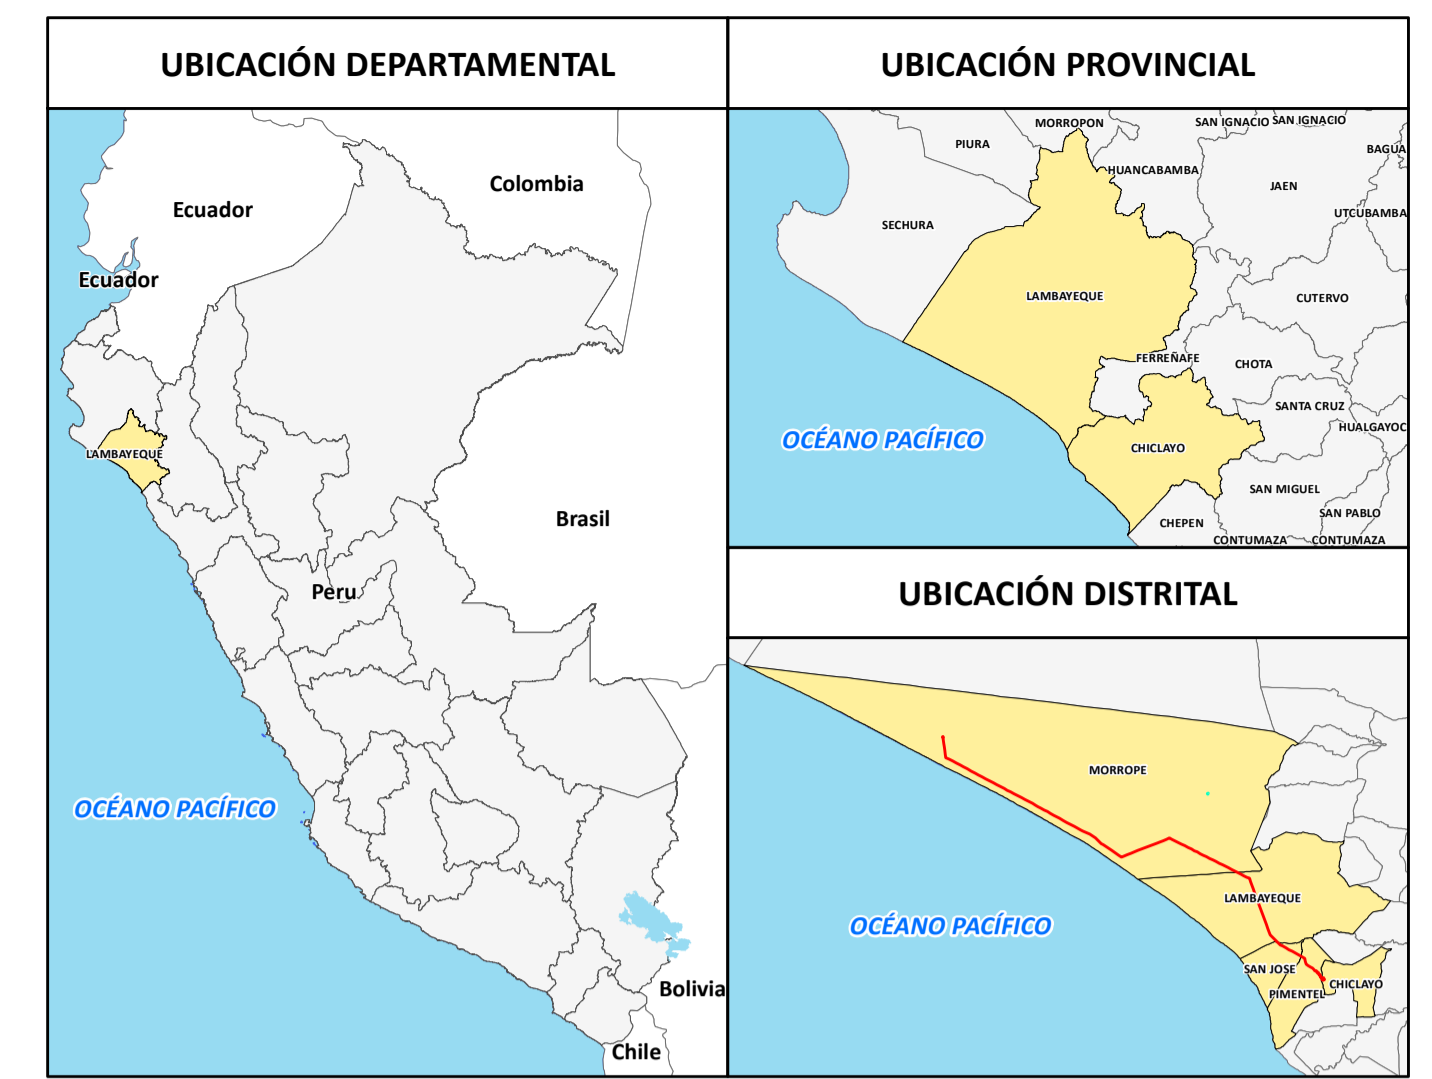 UBICACIÓN DEPARTAMENTAL
Colombia
Ecuador
Ecuador
LAMBAYEQUE
Brasil
Peru
OCÉANO PACÍFICO
Bolivia
Chile
UBICACIÓN PROVINCIAL
MORROPON
SAN IGNACIO
SAN IGNACIO
PIURA
BAGUA
HUANCABAMBA
JAEN
UTCUBAMBA
SECHURA
LAMBAYEQUE
CUTERVO
FERREÑAFE
CHOTA
SANTA CRUZ
HUALGAYOC
OCÉANO PACÍFICO
CHICLAYO
SAN MIGUEL
SAN PABLO
CHEPEN
CONTUMAZA
CONTUMAZA
UBICACIÓN DISTRITAL
MORROPE
LAMBAYEQUE
OCÉANO PACÍFICO
SAN JOSE
CHICLAYO
PIMENTEL